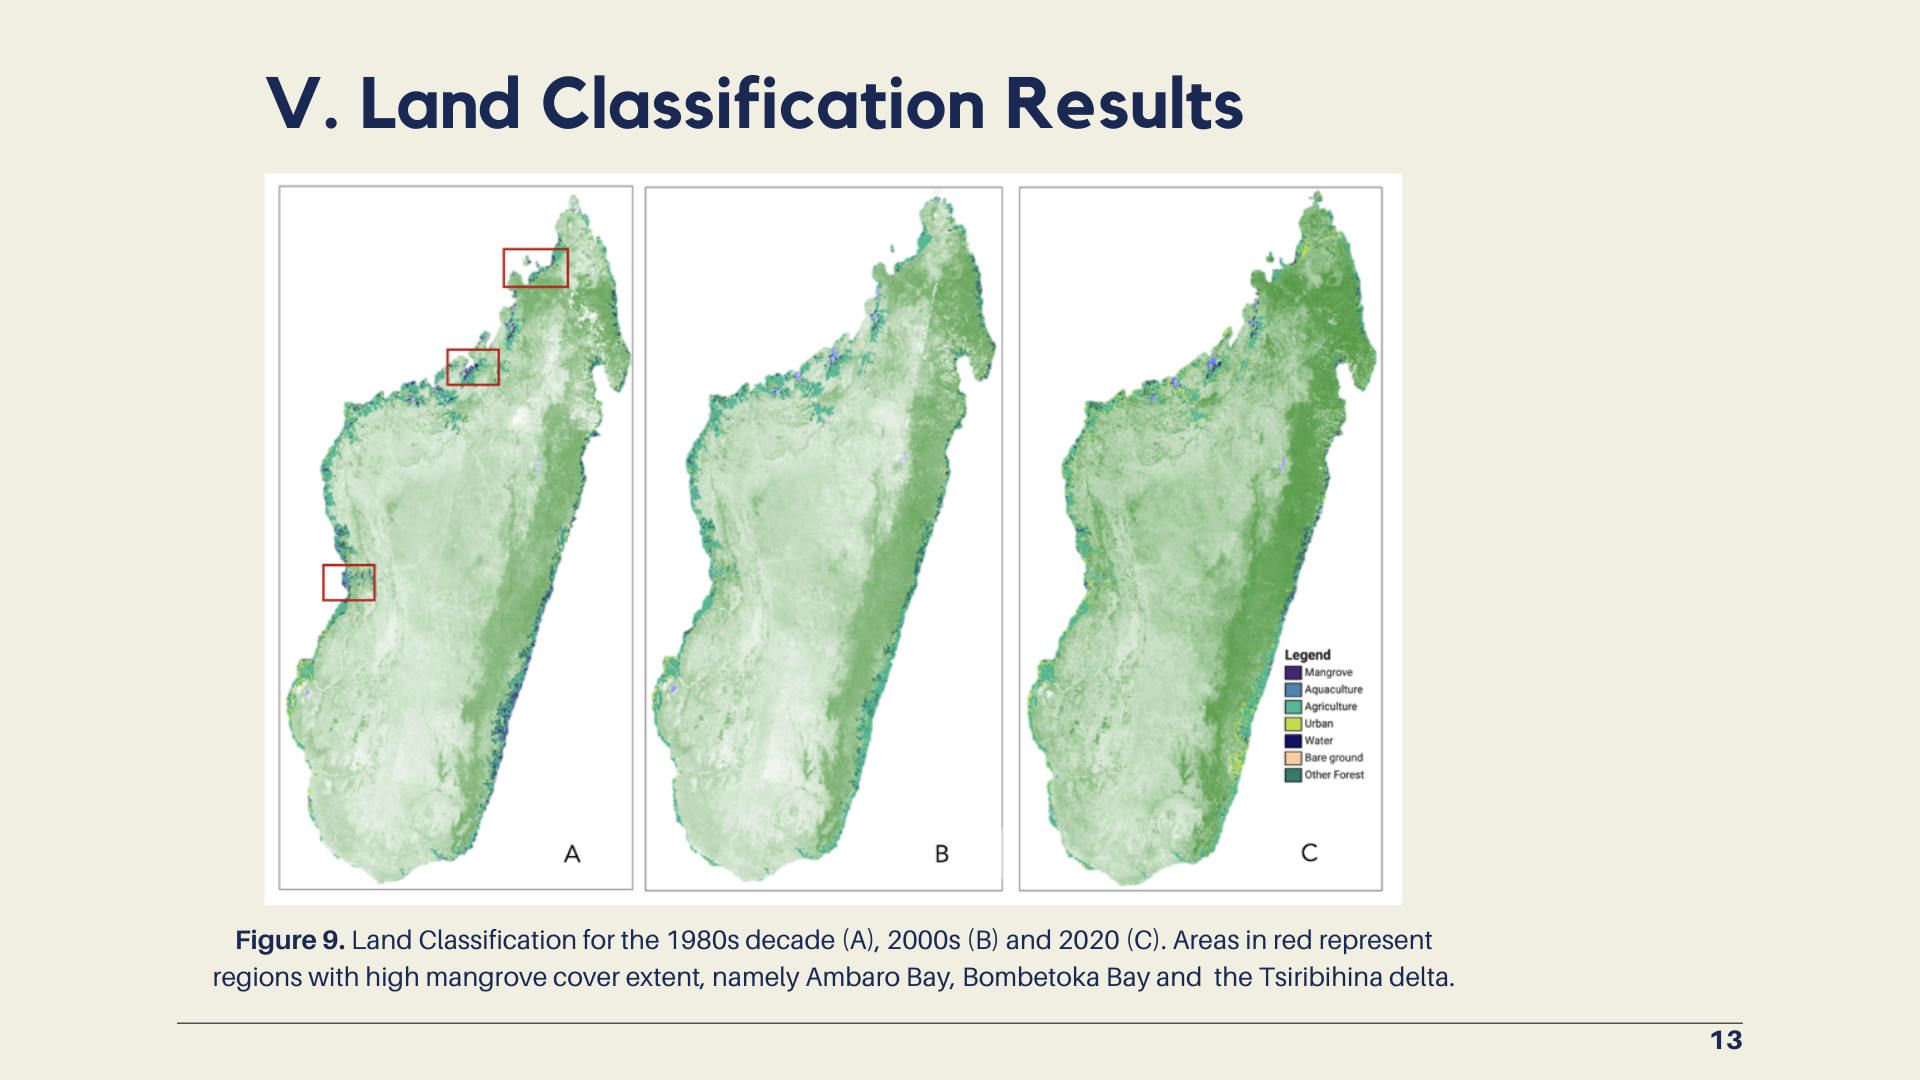 V. Land Classification Results
A
B
C
Legend
Mangrove
Aquaculture
Agriculture
Urban
Water
Bare ground
Other Forest
Figure 9. Land Classification for the 1980s decade (A), 2000s (B) and 2020 (C). Areas in red represent
regions with high mangrove cover extent, namely Ambaro Bay, Bombetoka Bay and the Tsiribihina delta.
13